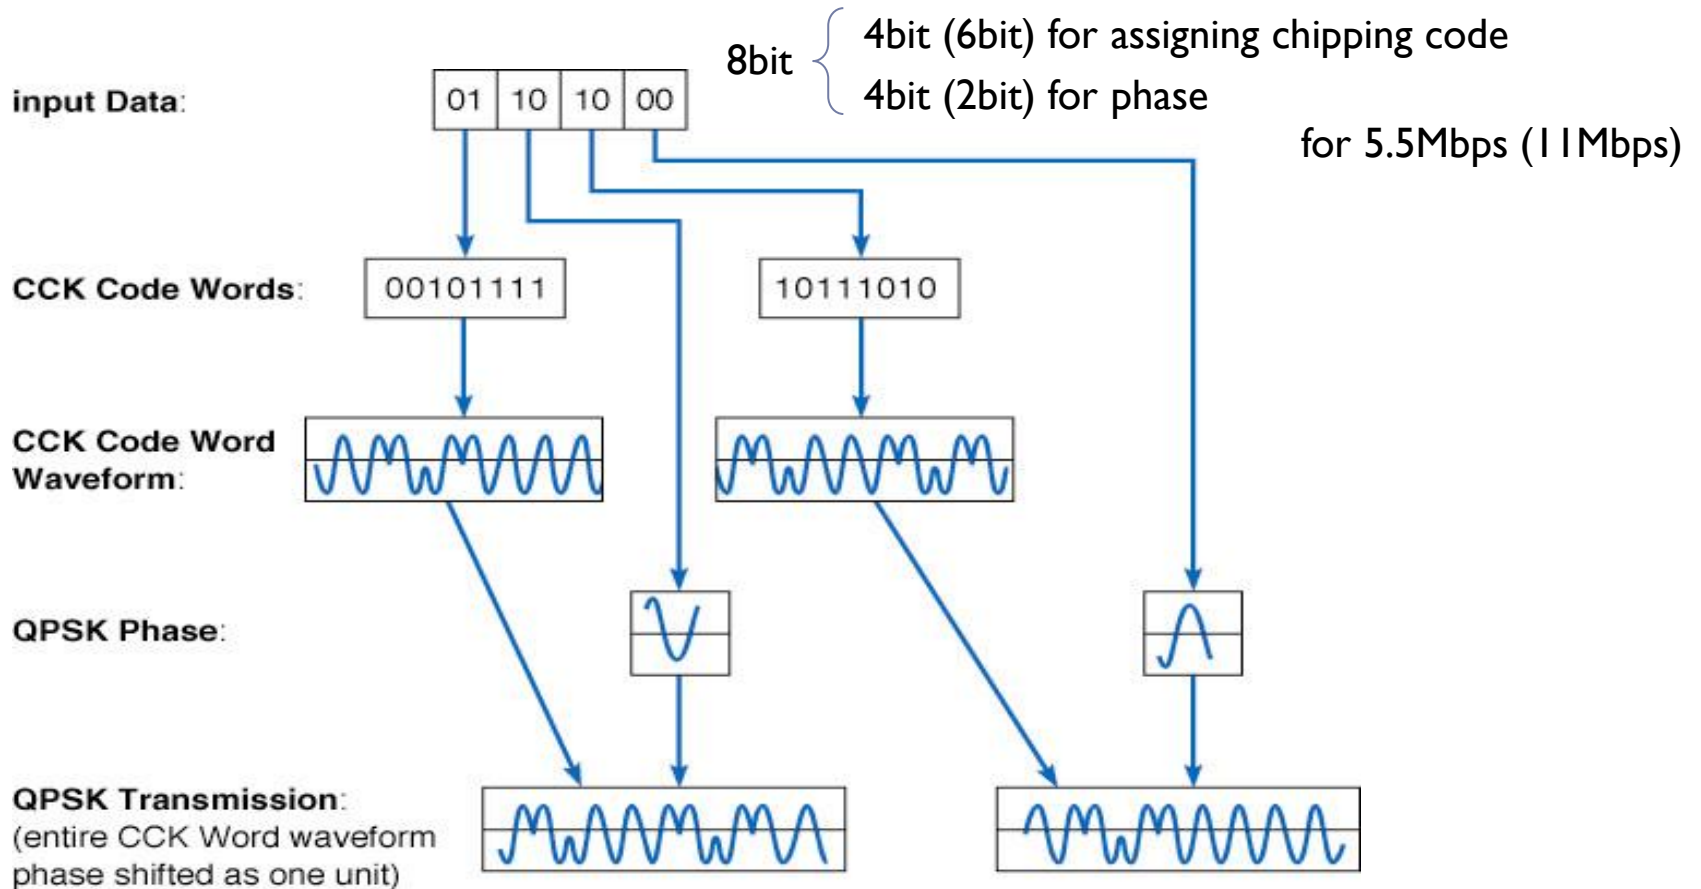 8bit
4bit (6bit) for assigning chipping code
4bit (2bit) for phase
for 5.5Mbps (11Mbps)
input Data:
01 10 10 00
CCK Code Words:
00101111
10111010
CCK Code Word
Waveform:
QPSK Phase:
QPSK Transmission:
(entire CCK Word waveform
phase shifted as one unit)